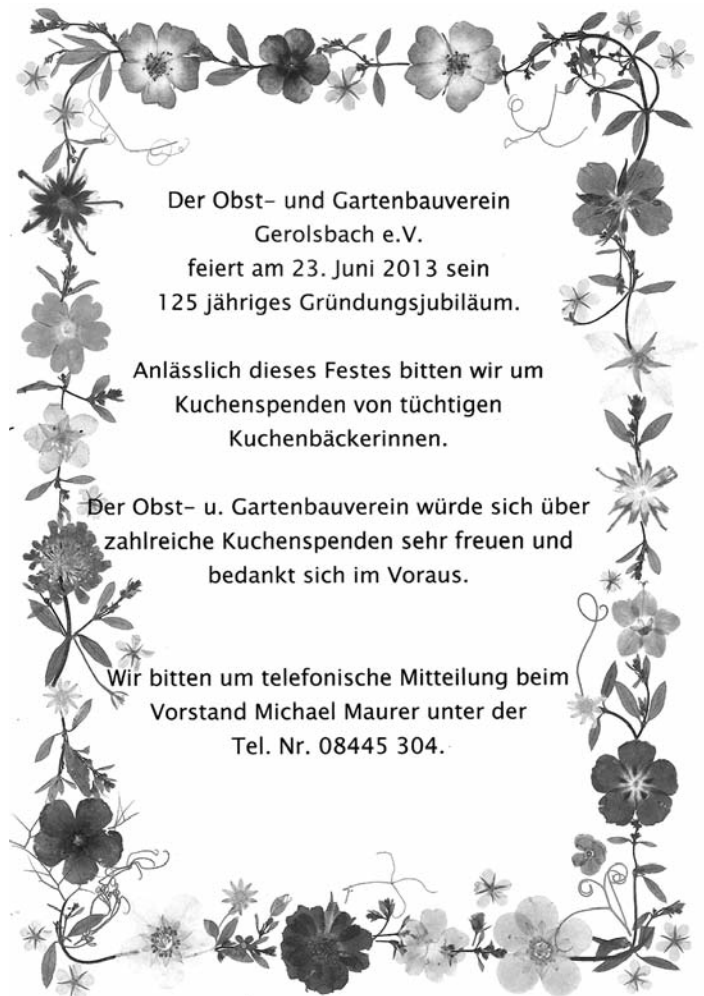 Der Obst- und Gartenbauverein
Gerolsbach e.V.
feiert am 23. Juni 2013 sein
125 jähriges Gründungsjubiläum.
Anlässlich dieses Festes bitten wir um
Kuchenspenden von tüchtigen
Kuchenbäckerinnen.
Der Obst- u. Gartenbauverein würde sich über
zahlreiche Kuchenspenden sehr freuen und
bedankt sich im Voraus.
Wir bitten um telefonische Mitteilung beim
Vorstand Michael Maurer unter der
Tel. Nr. 08445 304.